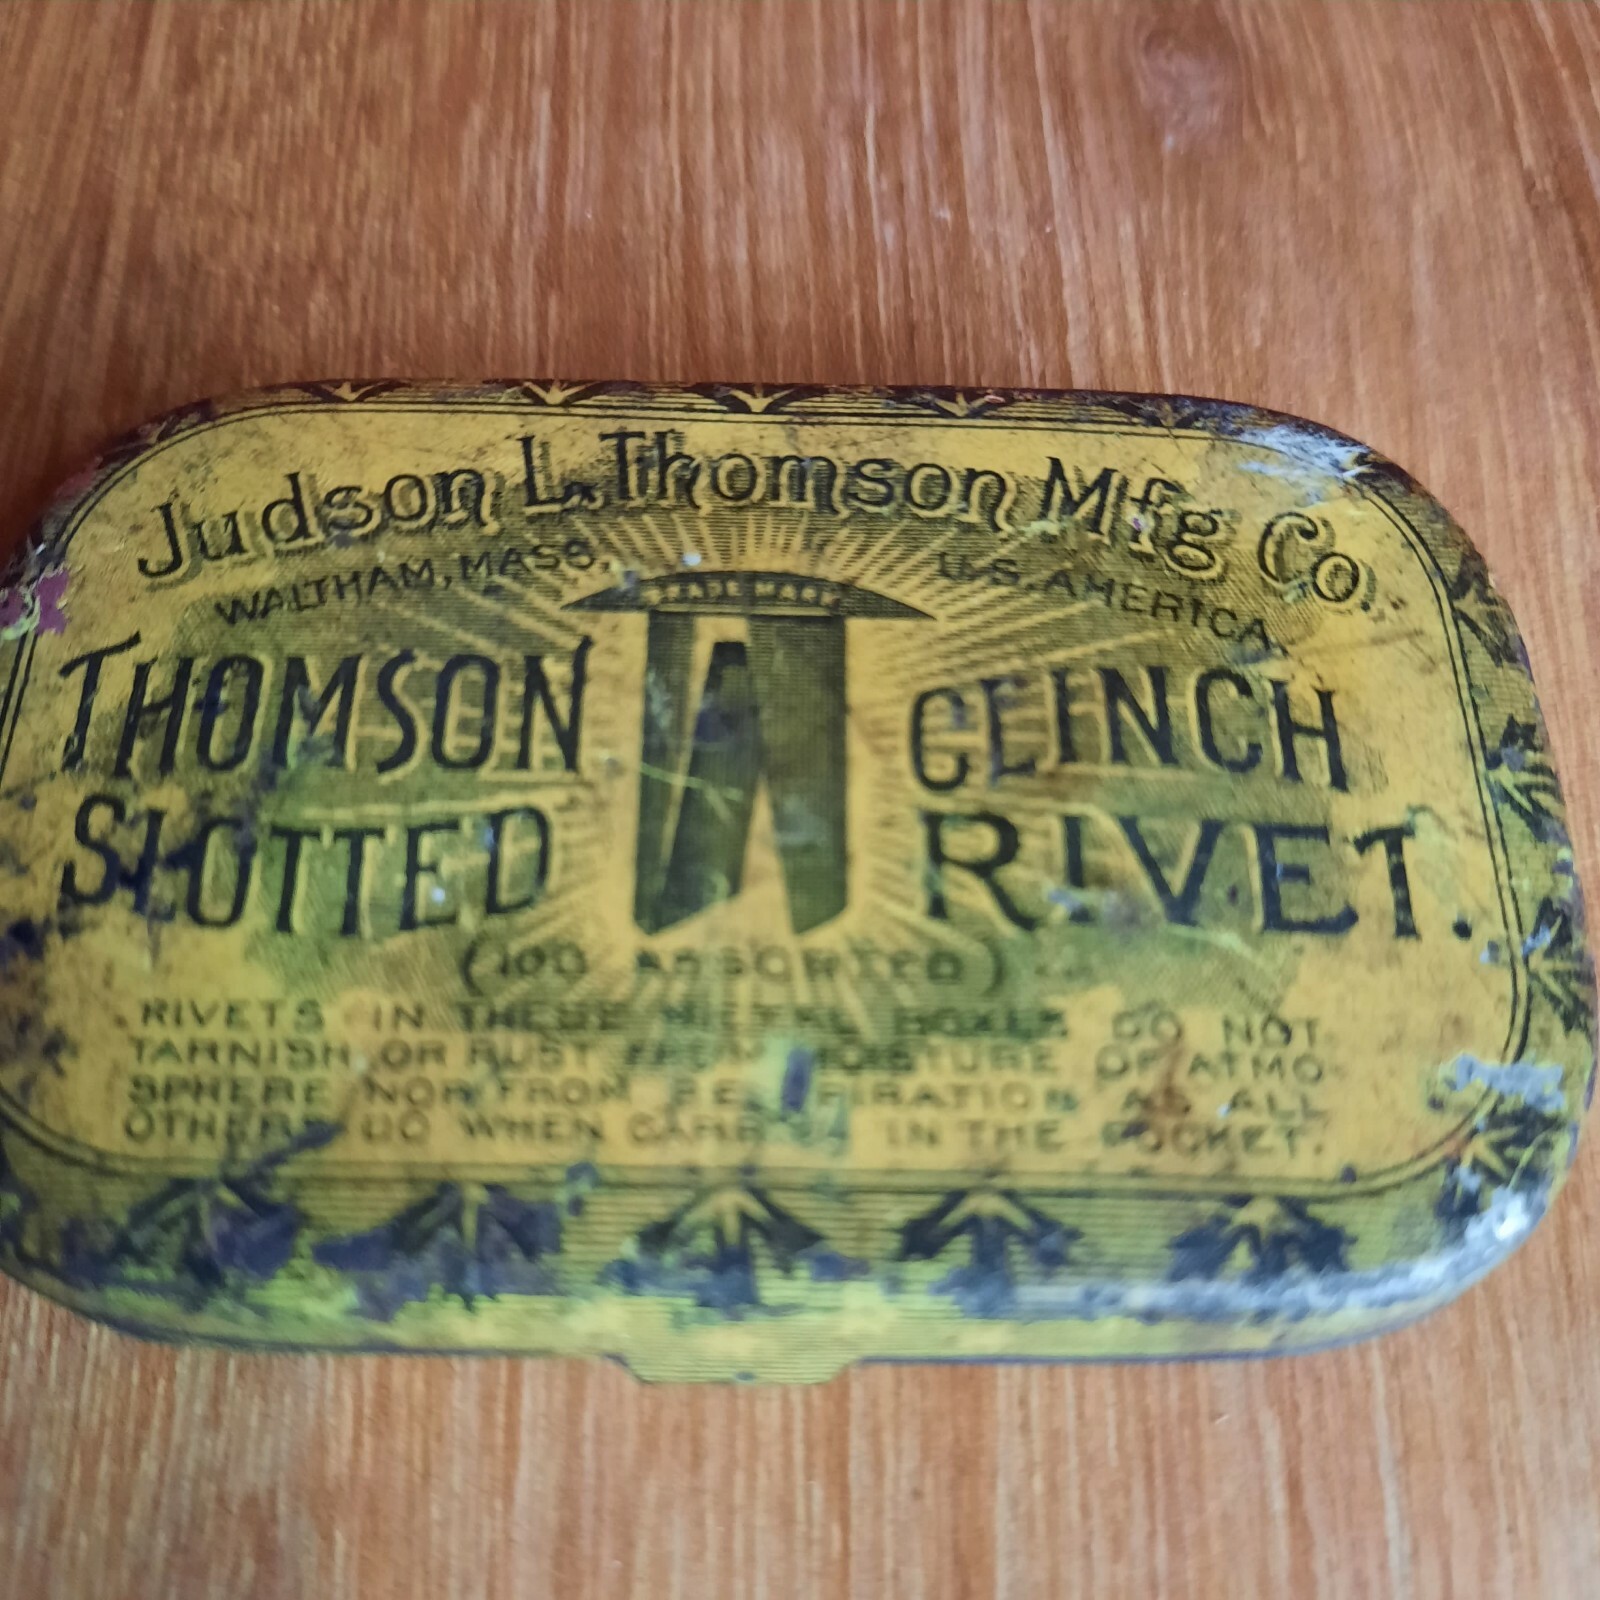 Judson L. Thomson Mfg Co.
WALTHAM, MASS. U.S. AMERICA.
TRADE MARK
THOMSON CLINCH
SLOTTED RIVET.
(100 ASSORTED)
RIVETS IN THESE METAL BOXES DO NOT
TARNISH OR RUST FROM MOISTURE OF ATMO
SPHERE NOR FROM PERSPIRATION AS ALL
OTHERS DO WHEN CARRIED IN THE POCKET.